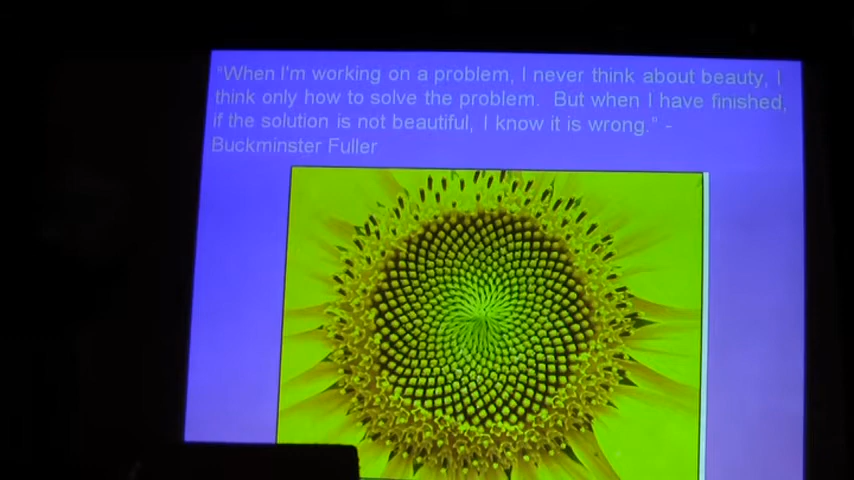 "When I'm working on a problem, I never think about beauty, I
think only how to solve the problem.  But when I have finished,
if the solution is not beautiful, I know it is wrong." -
Buckminster Fuller